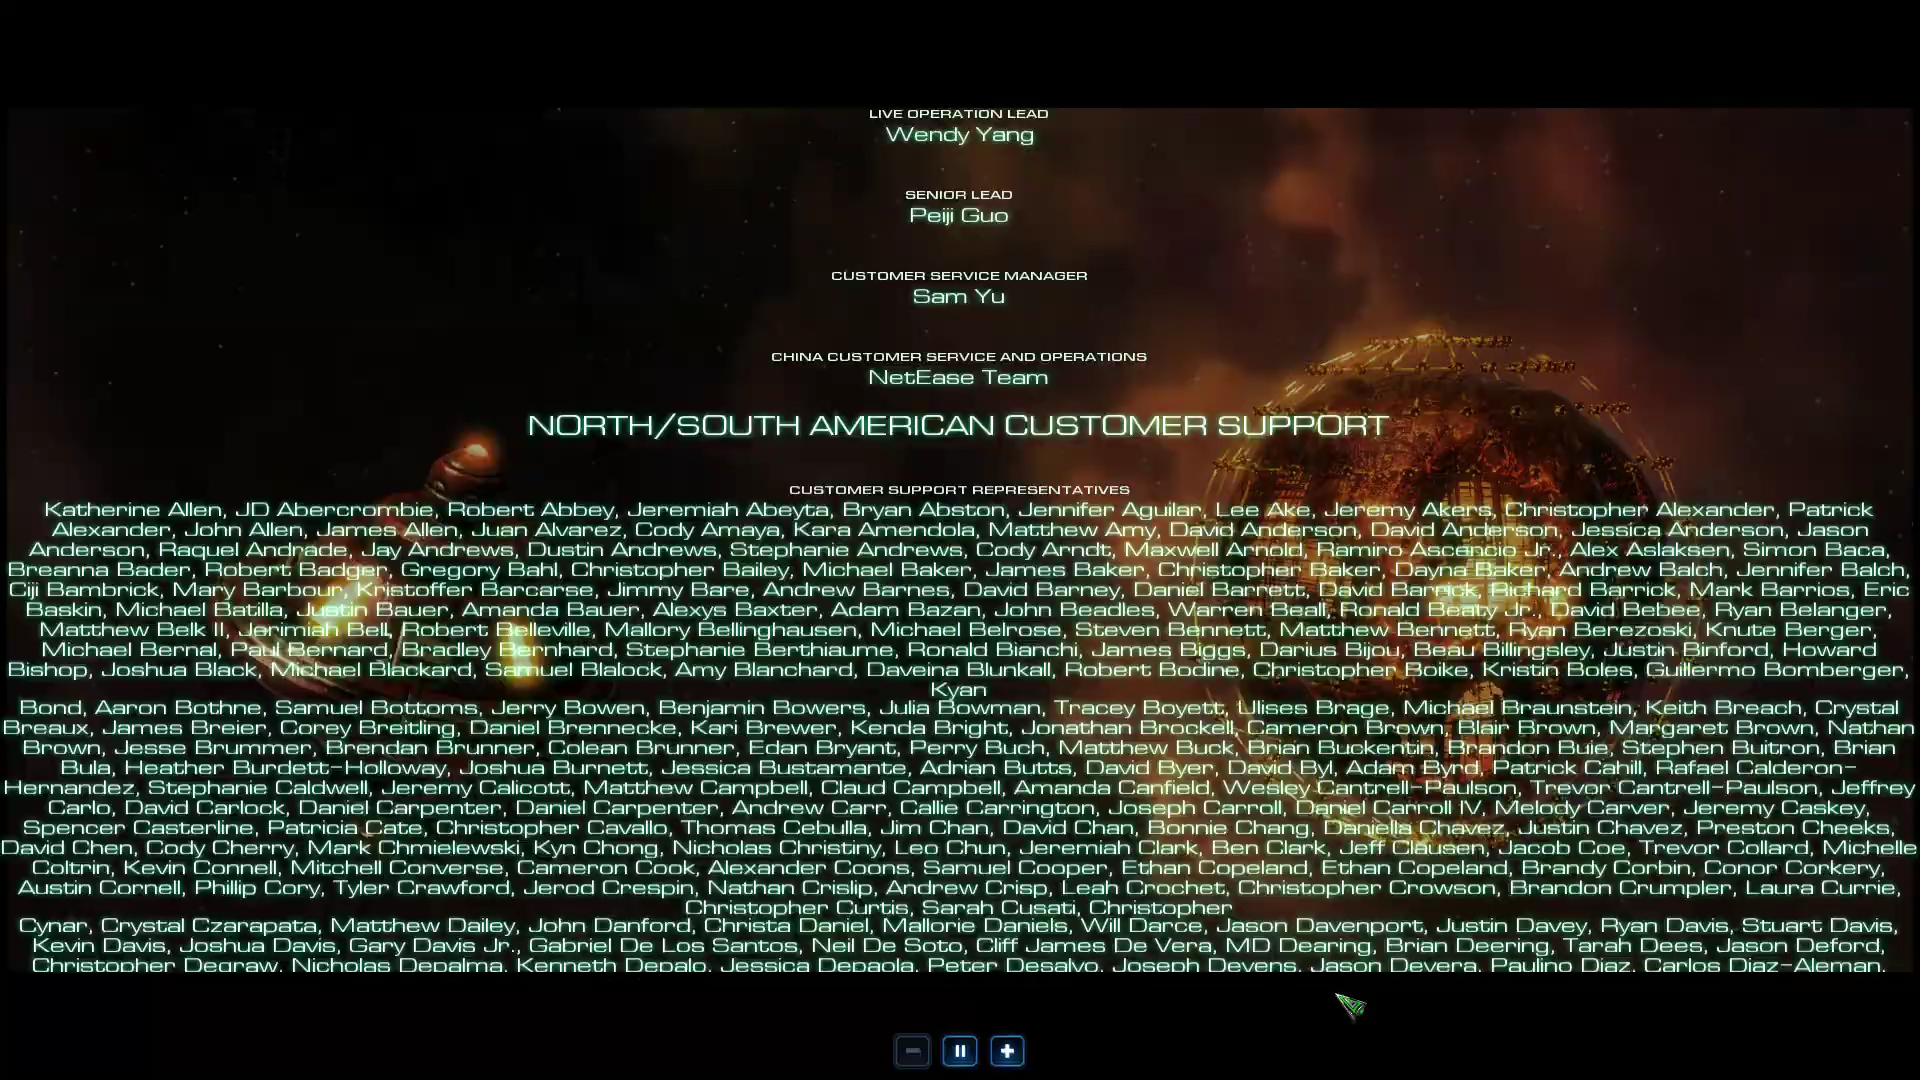 LIVE OPERATION LEAD
Wendy Yang
SENIOR LEAD
Peiji Guo
CUSTOMER SERVICE MANAGER
Sam Yu
CHINA CUSTOMER SERVICE AND OPERATIONS
NetEase Team
NORTH/SOUTH AMERICAN CUSTOMER SUPPORT
CUSTOMER SUPPORT REPRESENTATIVES
Katherine Allen, JD Abercrombie, Robert Abbey, Jeremiah Abeyta, Bryan Abston, Jennifer Aguilar, Lee Ake, Jeremy Akers, Christopher Alexander, Patrick
Alexander, John Allen, James Allen, Juan Alvarez, Cody Amaya, Kara Amendola, Matthew Amy, David Anderson, David Anderson, Jessica Anderson, Jason
Anderson, Raquel Andrade, Jay Andrews, Dustin Andrews, Stephanie Andrews, Cody Arndt, Maxwell Arnold, Ramiro Ascencio Jr., Alex Aslaksen, Simon Baca,
Breanna Bader, Robert Badger, Gregory Bahl, Christopher Bailey, Michael Baker, James Baker, Christopher Baker, Dayna Baker, Andrew Balch, Jennifer Balch,
Ciji Bambrick, Mary Barbour, Kristoffer Barcarse, Jimmy Bare, Andrew Barnes, David Barney, Daniel Barrett, David Barrick, Richard Barrick, Mark Barrios, Eric
Baskin, Michael Batilla, Justin Bauer, Amanda Bauer, Alexys Baxter, Adam Bazan, John Beadles, Warren Beall, Ronald Beaty Jr., David Bebee, Ryan Belanger,
Matthew Belk II, Jerimiah Bell, Robert Belleville, Mallory Bellinghausen, Michael Belrose, Steven Bennett, Matthew Bennett, Ryan Berezoski, Knute Berger,
Michael Bernal, Paul Bernard, Bradley Bernhard, Stephanie Berthiaume, Ronald Bianchi, James Biggs, Darius Bijou, Beau Billingsley, Justin Binford, Howard
Bishop, Joshua Black, Michael Blackard, Samuel Blalock, Amy Blanchard, Daveina Blunkall, Robert Bodine, Christopher Boike, Kristin Boles, Guillermo Bomberger,
Kyan
Bond, Aaron Bothne, Samuel Bottoms, Jerry Bowen, Benjamin Bowers, Julia Bowman, Tracey Boyett, Ulises Brage, Michael Braunstein, Keith Breach, Crystal
Breaux, James Breier, Corey Breitling, Daniel Brennecke, Kari Brewer, Kenda Bright, Jonathan Brockell, Cameron Brown, Blair Brown, Margaret Brown, Nathan
Brown, Jesse Brummer, Brendan Brunner, Colean Brunner, Edan Bryant, Perry Buch, Matthew Buck, Brian Buckentin, Brandon Buie, Stephen Buitron, Brian
Bula, Heather Burdett-Holloway, Joshua Burnett, Jessica Bustamante, Adrian Butts, David Byer, David Byl, Adam Byrd, Patrick Cahill, Rafael Calderon-
Hernandez, Stephanie Caldwell, Jeremy Calicott, Matthew Campbell, Claud Campbell, Amanda Canfield, Wesley Cantrell-Paulson, Trevor Cantrell-Paulson, Jeffrey
Carlo, David Carlock, Daniel Carpenter, Daniel Carpenter, Andrew Carr, Callie Carrington, Joseph Carroll, Daniel Carroll IV, Melody Carver, Jeremy Caskey,
Spencer Casterline, Patricia Cate, Christopher Cavallo, Thomas Cebulla, Jim Chan, David Chan, Bonnie Chang, Daniella Chavez, Justin Chavez, Preston Cheeks,
David Chen, Cody Cherry, Mark Chmielewski, Kyn Chong, Nicholas Christiny, Leo Chun, Jeremiah Clark, Ben Clark, Jeff Clausen, Jacob Coe, Trevor Collard, Michelle
Coltrin, Kevin Connell, Mitchell Converse, Cameron Cook, Alexander Coons, Samuel Cooper, Ethan Copeland, Ethan Copeland, Brandy Corbin, Conor Corkery,
Austin Cornell, Phillip Cory, Tyler Crawford, Jerod Crespin, Nathan Crislip, Andrew Crisp, Leah Crochet, Christopher Crowson, Brandon Crumpler, Laura Currie,
Christopher Curtis, Sarah Cusati, Christopher
Cynar, Crystal Czarapata, Matthew Dailey, John Danford, Christa Daniel, Mallorie Daniels, Will Darce, Jason Davenport, Justin Davey, Ryan Davis, Stuart Davis,
Kevin Davis, Joshua Davis, Gary Davis Jr., Gabriel De Los Santos, Neil De Soto, Cliff James De Vera, MD Dearing, Brian Deering, Tarah Dees, Jason Deford,
Christopher Degraw, Nicholas Depalma, Kenneth Depalo, Jessica Depaola, Peter Desalvo, Joseph Devens, Jason Devera, Paulino Diaz, Carlos Diaz-Aleman,